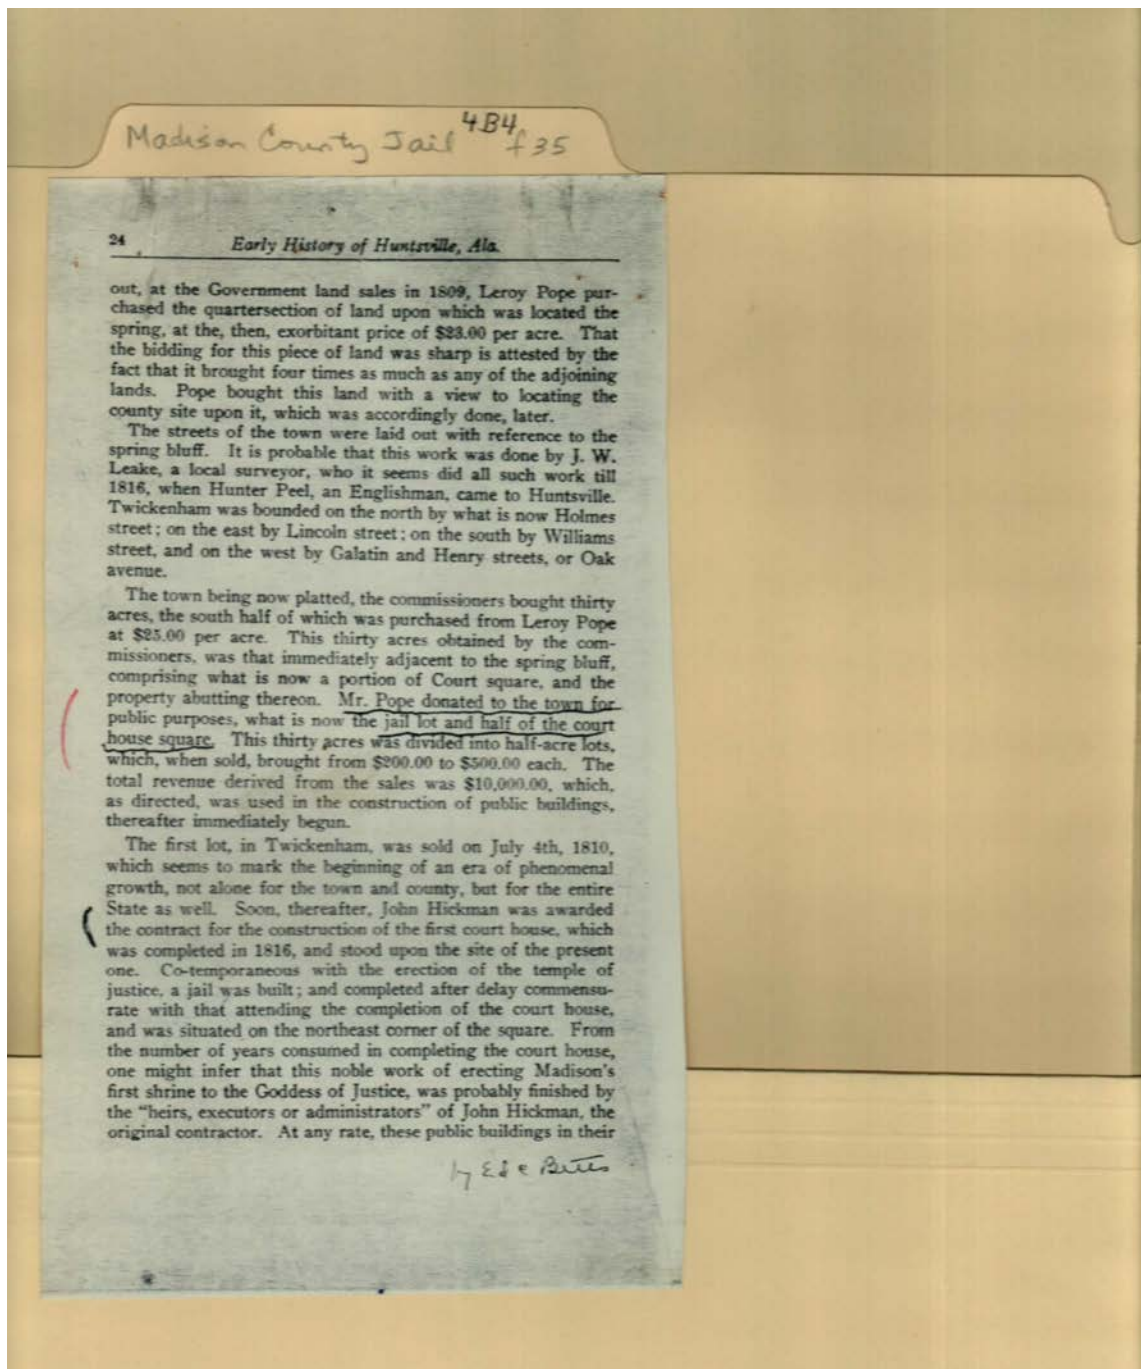 Madison County Jail 4B4
f35
24 Early History of Huntsville, Ala.
out, at the Government land sales in 1809, Leroy Pope pur-
chased the quartersection of land upon which was located the
spring, at the, then, exorbitant price of $23.00 per acre. That
the bidding for this piece of land was sharp is attested by the
fact that it brought four times as much as any of the adjoining
lands. Pope bought this land with a view to locating the
county site upon it, which was accordingly done, later.
The streets of the town were laid out with reference to the
spring bluff. It is probable that this work was done by J. W.
Leake, a local surveyor, who it seems did all such work till
1816, when Hunter Peel, an Englishman, came to Huntsville.
Twickenham was bounded on the north by what is now Holmes
street; on the east by Lincoln street; on the south by Williams
street, and on the west by Galatin and Henry streets, or Oak
avenue.
The town being now platted, the commissioners bought thirty
acres, the south half of which was purchased from Leroy Pope
at $25.00 per acre. This thirty acres obtained by the com-
missioners, was that immediately adjacent to the spring bluff,
comprising what is now a portion of Court square, and the
property abutting thereon. Mr. Pope donated to the town for
public purposes, what is now the jail lot and half of the court
house square. This thirty acres was divided into half-acre lots,
which, when sold, brought from $200.00 to $500.00 each. The
total revenue derived from the sales was $10,000.00, which,
as directed, was used in the construction of public buildings,
thereafter immediately begun.
The first lot, in Twickenham, was sold on July 4th, 1810,
which seems to mark the beginning of an era of phenomenal
growth, not alone for the town and county, but for the entire
State as well. Soon, thereafter, John Hickman was awarded
the contract for the construction of the first court house, which
was completed in 1816, and stood upon the site of the present
one. Co-temporaneous with the erection of the temple of
justice, a jail was built; and completed after delay commensu-
rate with that attending the completion of the court house,
and was situated on the northeast corner of the square. From
the number of years consumed in completing the court house,
one might infer that this noble work of erecting Madison's
first shrine to the Goddess of Justice, was probably finished by
the "heirs, executors or administrators" of John Hickman, the
original contractor. At any rate, these public buildings in their
by Betts